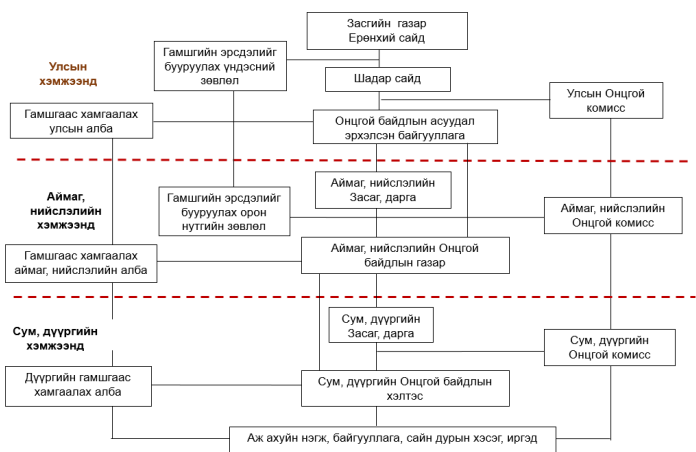 Засгийн газар
Ерөнхий сайд
Гамшгийн эрсдэлийг
бууруулах үндэсний
зөвлөл
Улсын
хэмжээнд
Шадар сайд
Улсын Онцгой
комисс
Гамшгаас хамгаалах
улсын алба
Онцгой байдлын асуудал
эрхэлсэн байгууллага
Аймаг,
нийслэлийн
хэмжээнд
Гамшгийн эрсдэлийг
бууруулах орон
нутгийн зөвлөл
Аймаг, нийслэлийн
Засаг, дарга
Аймаг, нийслэлийн
Онцгой комисс
Гамшгаас хамгаалах
аймаг, нийслэлийн алба
Аймаг, нийслэлийн Онцгой
байдлын газар
Сум, дүүргийн
хэмжээнд
Сум, дүүргийн
Засаг, дарга
Сум, дүүргийн
Онцгой комисс
Дүүргийн гамшгаас
хамгаалах алба
Сум, дүүргийн Онцгой байдлын
хэлтэс
Аж ахуйн нэгж, байгууллага, сайн дурын хэсэг, иргэд